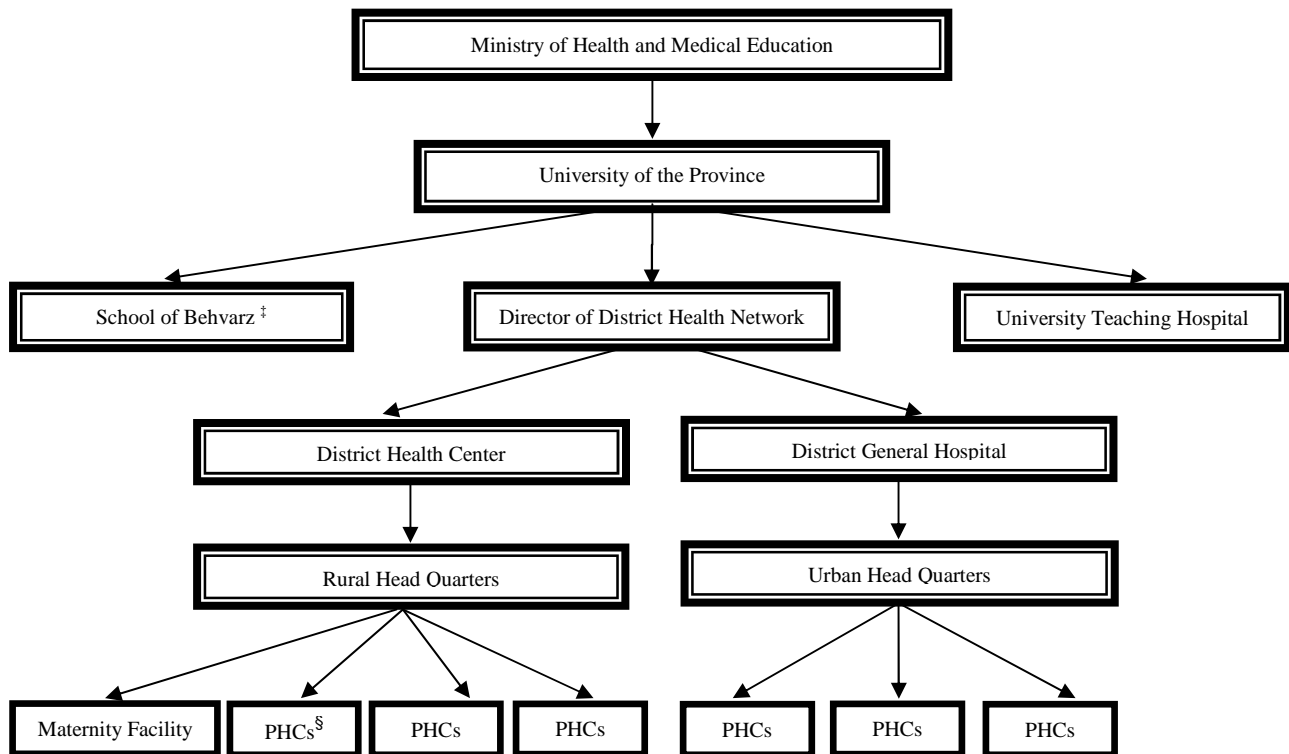 Ministry of Health and Medical Education
University of the Province
School of Behvarz ‡
Director of District Health Network
University Teaching Hospital
District Health Center
District General Hospital
Rural Head Quarters
Urban Head Quarters
Maternity Facility
PHCs§
PHCs
PHCs
PHCs
PHCs
PHCs